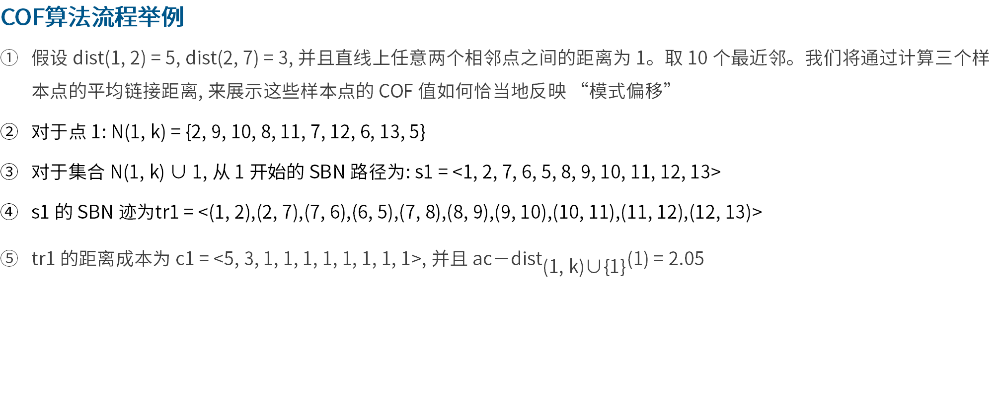 COF算法流程举例
① 假设 dist(1, 2) = 5, dist(2, 7) = 3, 并且直线上任意两个相邻点之间的距离为 1。取 10 个最近邻。我们将通过计算三个样
本点的平均链接距离, 来展示这些样本点的 COF 值如何恰当地反映 “模式偏移”
② 对于点 1: N(1, k) = {2, 9, 10, 8, 11, 7, 12, 6, 13, 5}
③ 对于集合 N(1, k) ∪ 1, 从 1 开始的 SBN 路径为: s1 = <1, 2, 7, 6, 5, 8, 9, 10, 11, 12, 13>
④ s1 的 SBN 迹为tr1 = <(1, 2),(2, 7),(7, 6),(6, 5),(7, 8),(8, 9),(9, 10),(10, 11),(11, 12),(12, 13)>
⑤ tr1 的距离成本为 c1 = <5, 3, 1, 1, 1, 1, 1, 1, 1, 1>, 并且 ac－dist(1, k)∪{1}(1) = 2.05